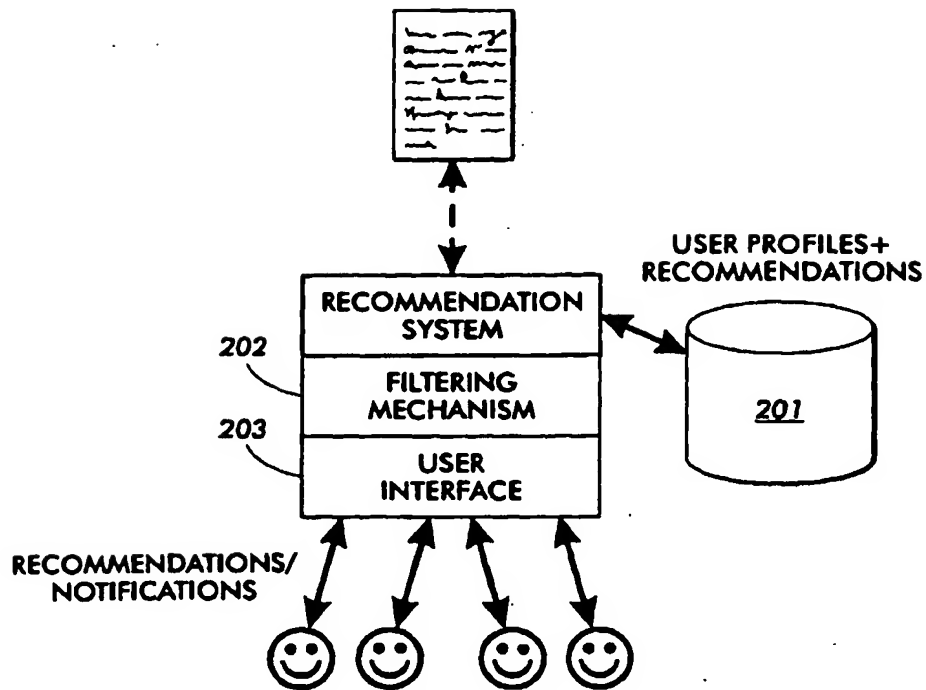 USER PROFILES+
RECOMMENDATIONS
RECOMMENDATION
SYSTEM
202
FILTERING
MECHANISM
201
203
USER
INTERFACE
RECOMMENDATIONS/
NOTIFICATIONS